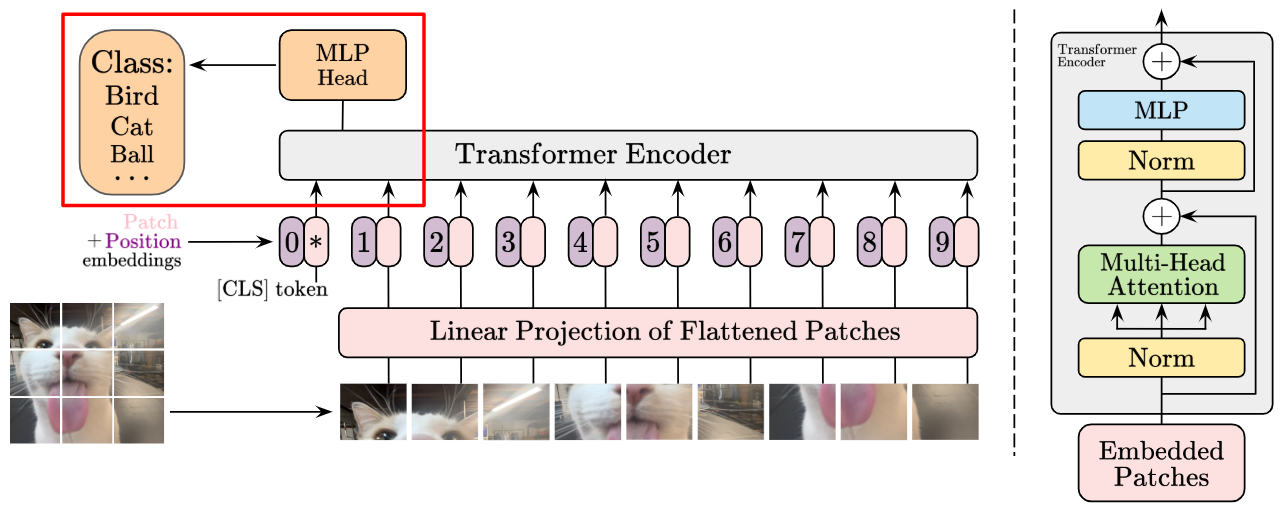 Class:
Bird
Cat
Ball
...
MLP
Head
Transformer Encoder
Patch
+ Position
embeddings
0 * 1 2 3 4 5 6 7 8 9
[CLS] token
Linear Projection of Flattened Patches
Transformer
Encoder
+
MLP
Norm
+
Multi-Head
Attention
Norm
Embedded
Patches